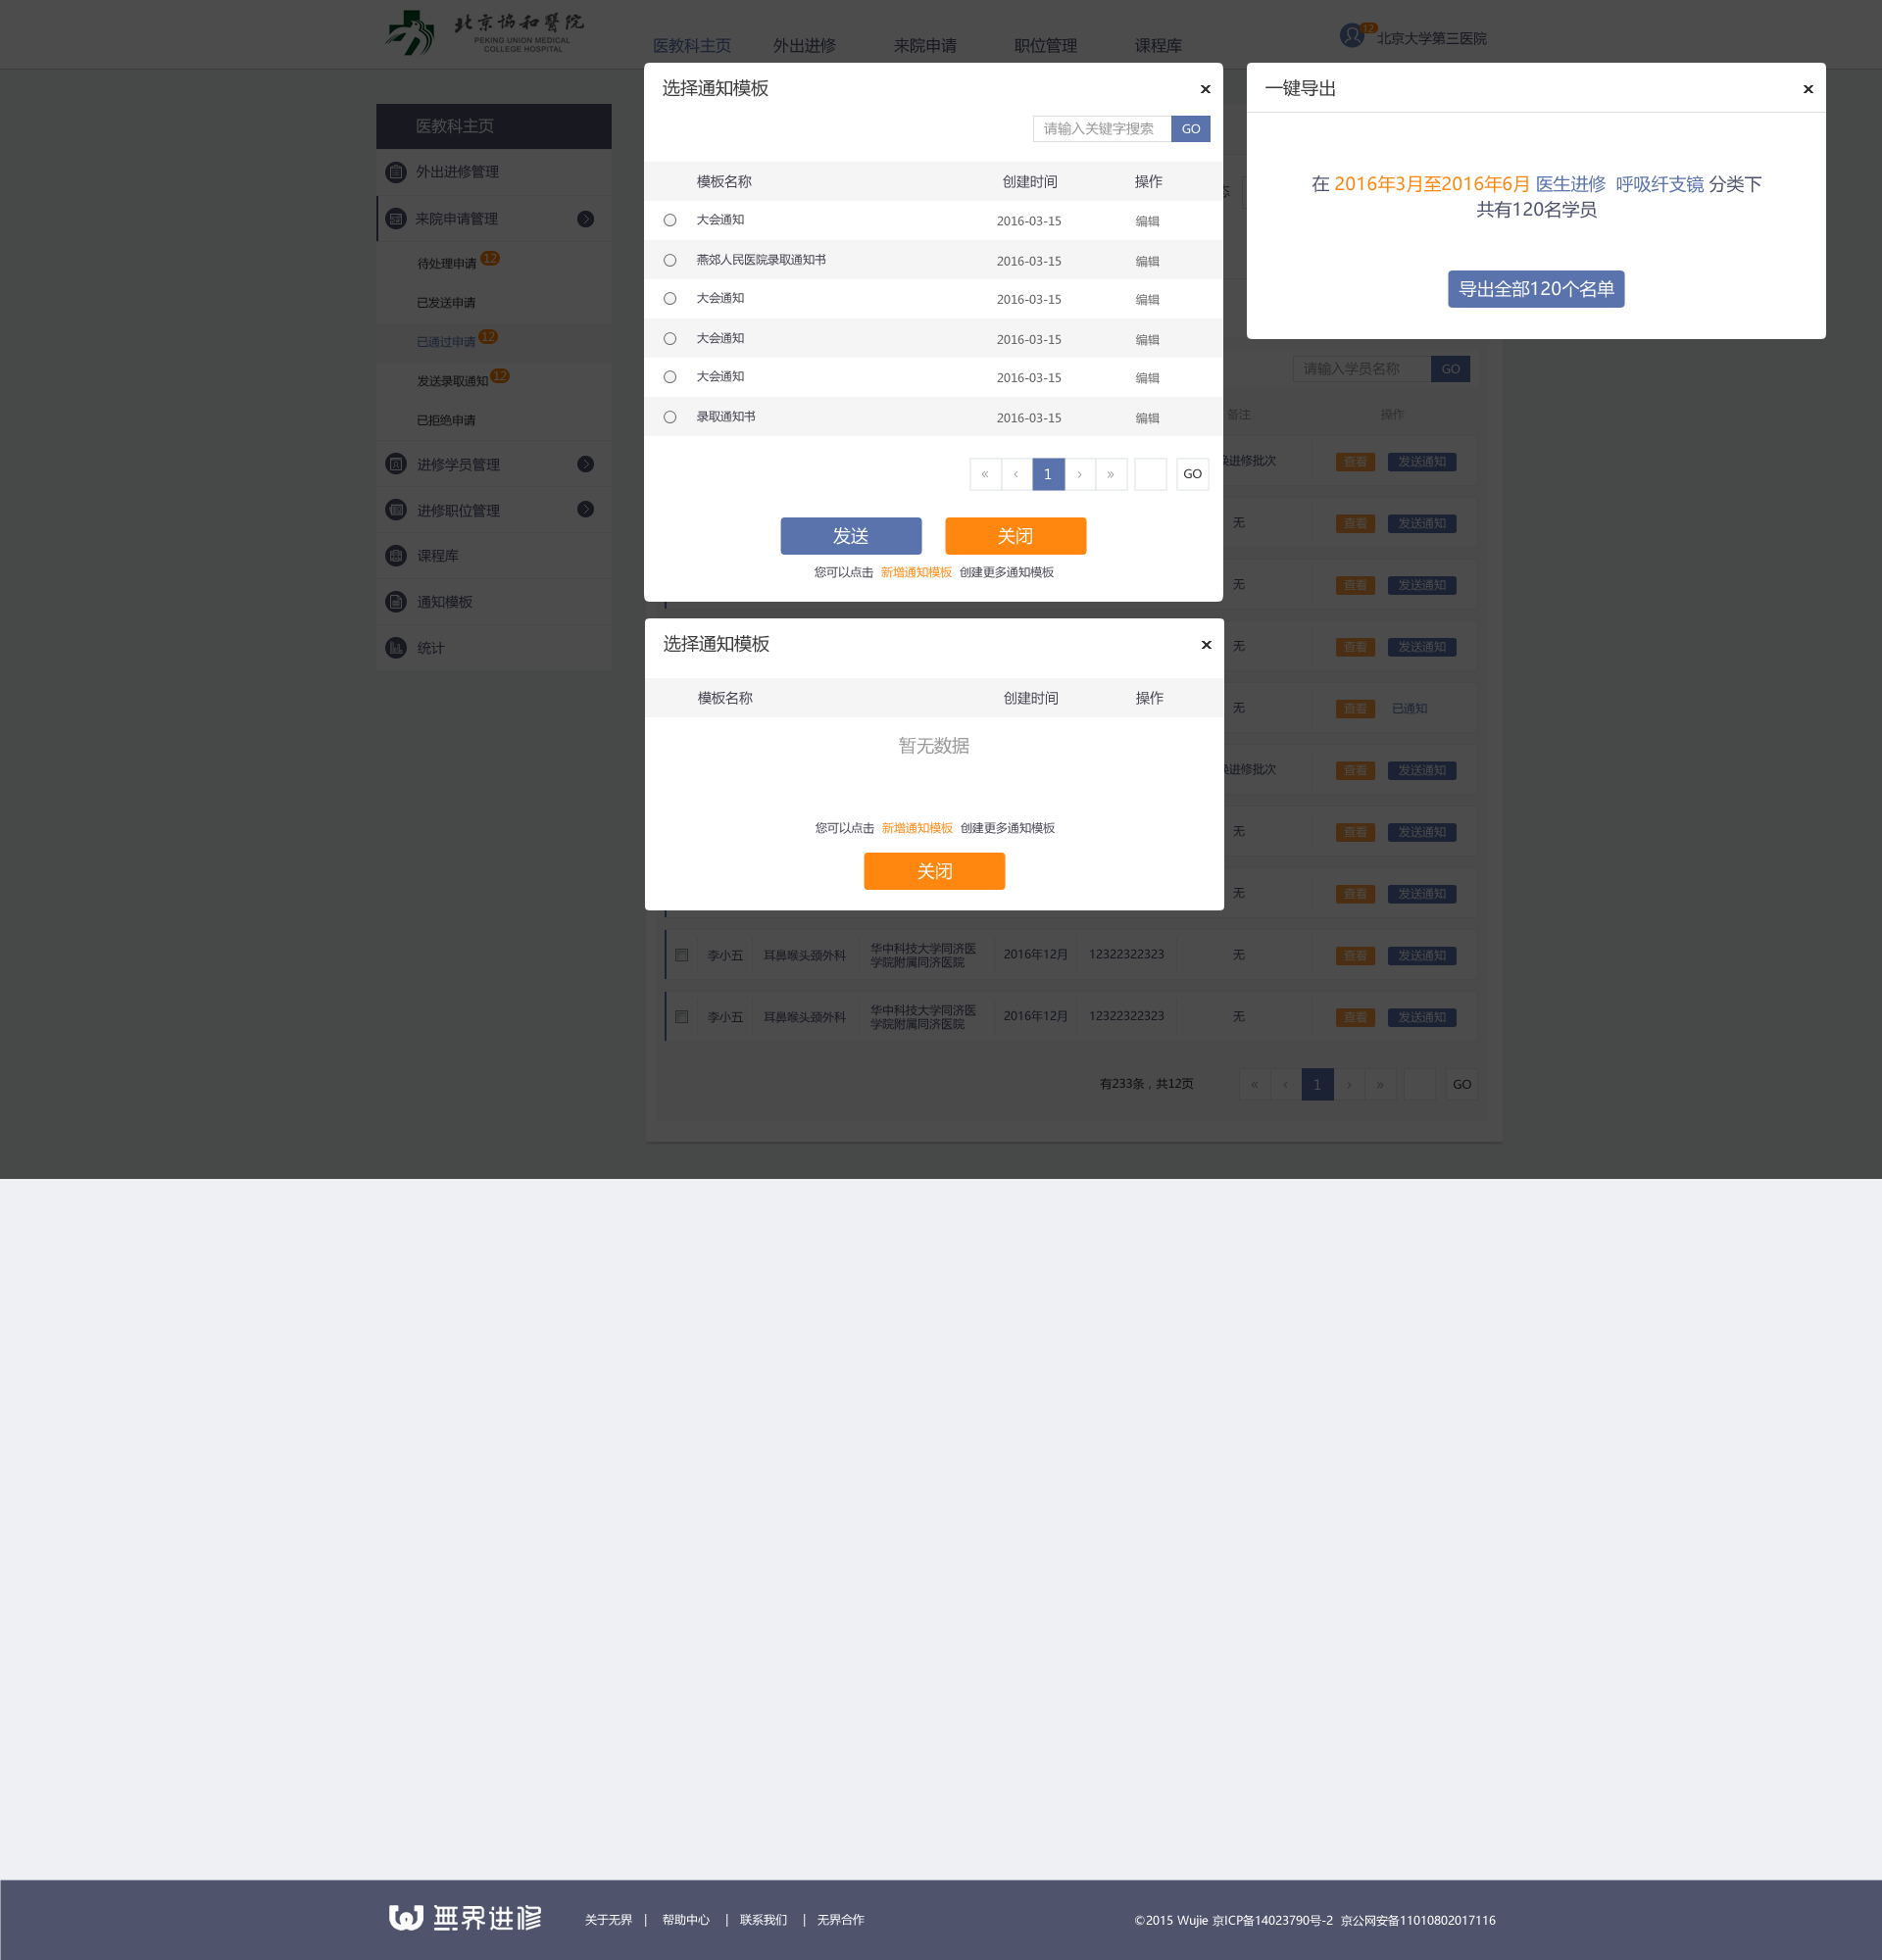 北京協和醫院
PEKING UNION MEDICAL
COLLEGE HOSPITAL
医教科主页 外出进修 来院申请 职位管理 课程库
12
北京大学第三医院
医教科主页
外出进修管理
来院申请管理
待处理申请 12
已发送申请
已通过申请 12
发送录取通知 12
已拒绝申请
进修学员管理
进修职位管理
课程库
通知模板
统计
选择通知模板 x
请输入关键字搜索 GO
模板名称 创建时间 操作
大会通知 2016-03-15 编辑
燕郊人民医院录取通知书 2016-03-15 编辑
大会通知 2016-03-15 编辑
大会通知 2016-03-15 编辑
大会通知 2016-03-15 编辑
录取通知书 2016-03-15 编辑
« ‹ 1 › » GO
发送 关闭
您可以点击 新增通知模板 创建更多通知模板
选择通知模板 x
模板名称 创建时间 操作
暂无数据
您可以点击 新增通知模板 创建更多通知模板
关闭
一键导出 x
在 2016年3月至2016年6月 医生进修 呼吸纤支镜 分类下
共有120名学员
导出全部120个名单
请输入学员名称 GO
备注 操作
进修批次 查看 发送通知
无 查看 发送通知
无 查看 发送通知
无 查看 发送通知
无 查看 已通知
进修批次 查看 发送通知
无 查看 发送通知
无 查看 发送通知
李小五 耳鼻喉头颈外科 华中科技大学同济医 2016年12月 12322322323 无 查看 发送通知
学院附属同济医院
李小五 耳鼻喉头颈外科 华中科技大学同济医 2016年12月 12322322323 无 查看 发送通知
学院附属同济医院
有233条，共12页 « ‹ 1 › » GO
無界进修 关于无界 | 帮助中心 | 联系我们 | 无界合作 ©2015 Wujie 京ICP备14023790号-2 京公网安备11010802017116